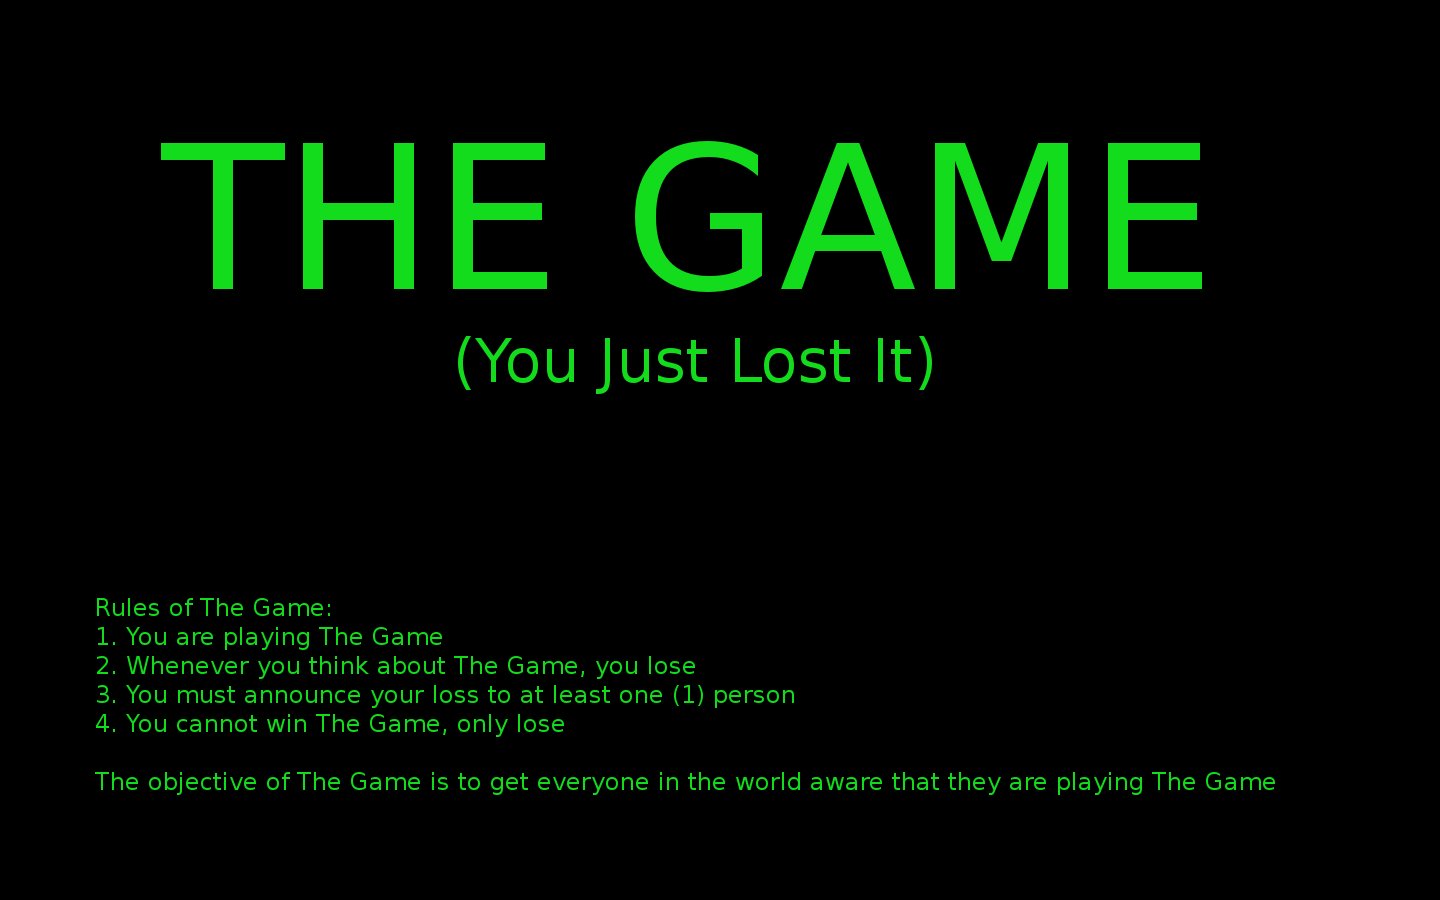 THE GAME
(You Just Lost It)
Rules of The Game:
1. You are playing The Game
2. Whenever you think about The Game, you lose
3. You must announce your loss to at least one (1) person
4. You cannot win The Game, only lose
The objective of The Game is to get everyone in the world aware that they are playing The Game